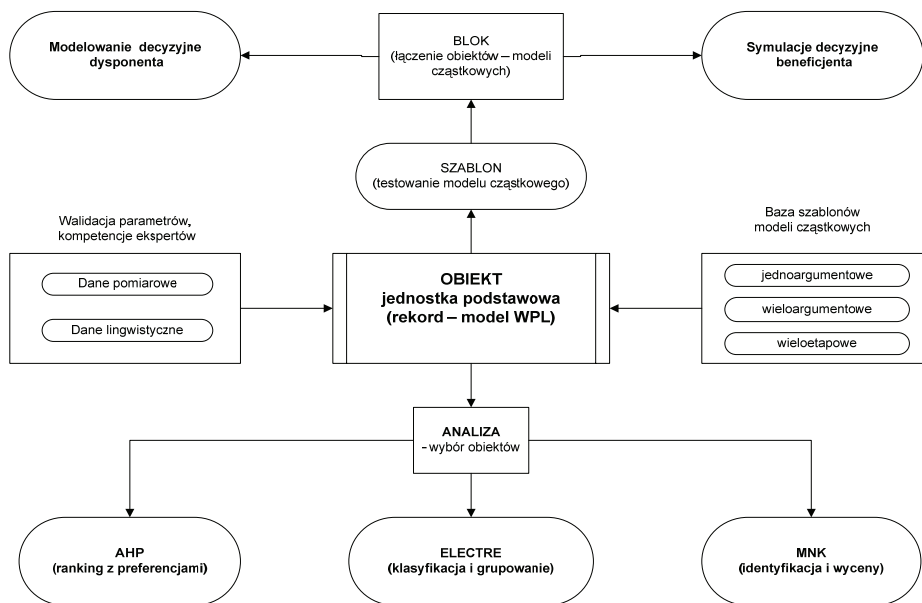 Modelowanie decyzyjne
dysponenta
BLOK
(łączenie obiektów – modeli
cząstkowych)
Symulacje decyzyjne
beneficjenta
SZABLON
(testowanie modelu cząstkowego)
Walidacja parametrów,
kompetencje ekspertów
Baza szablonów
modeli cząstkowych
Dane pomiarowe
Dane lingwistyczne
OBIEKT
jednostka podstawowa
(rekord – model WPL)
jednoargumentowe
wieloargumentowe
wieloetapowe
ANALIZA
- wybór obiektów
AHP
(ranking z preferencjami)
ELECTRE
(klasyfikacja i grupowanie)
MNK
(identyfikacja i wyceny)